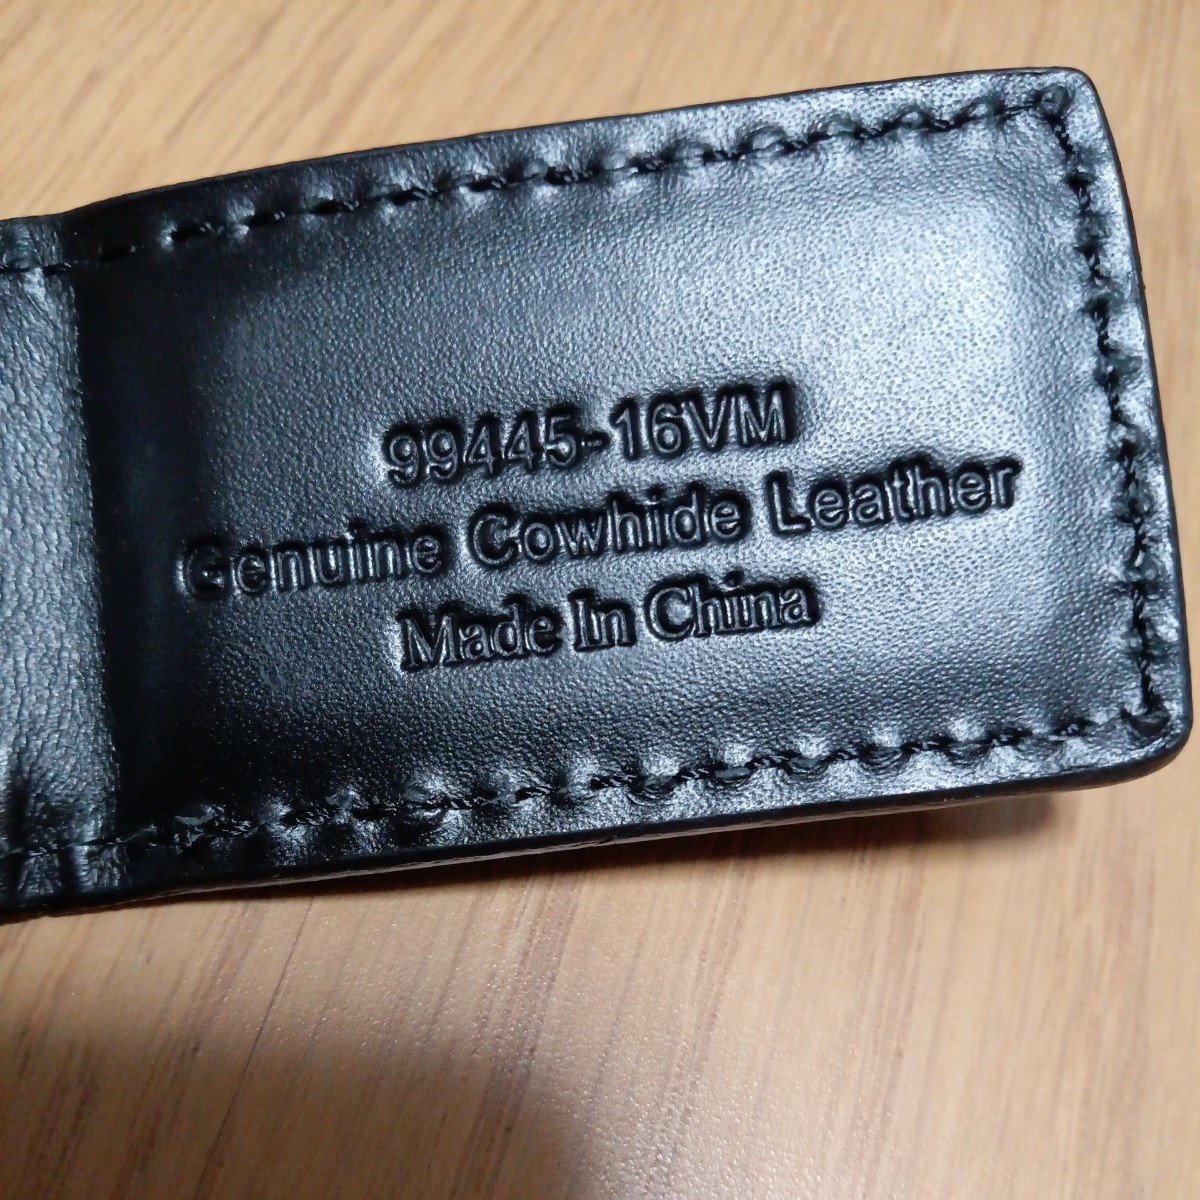 99445-16VM
Genuine Cowhide Leather
Made In China